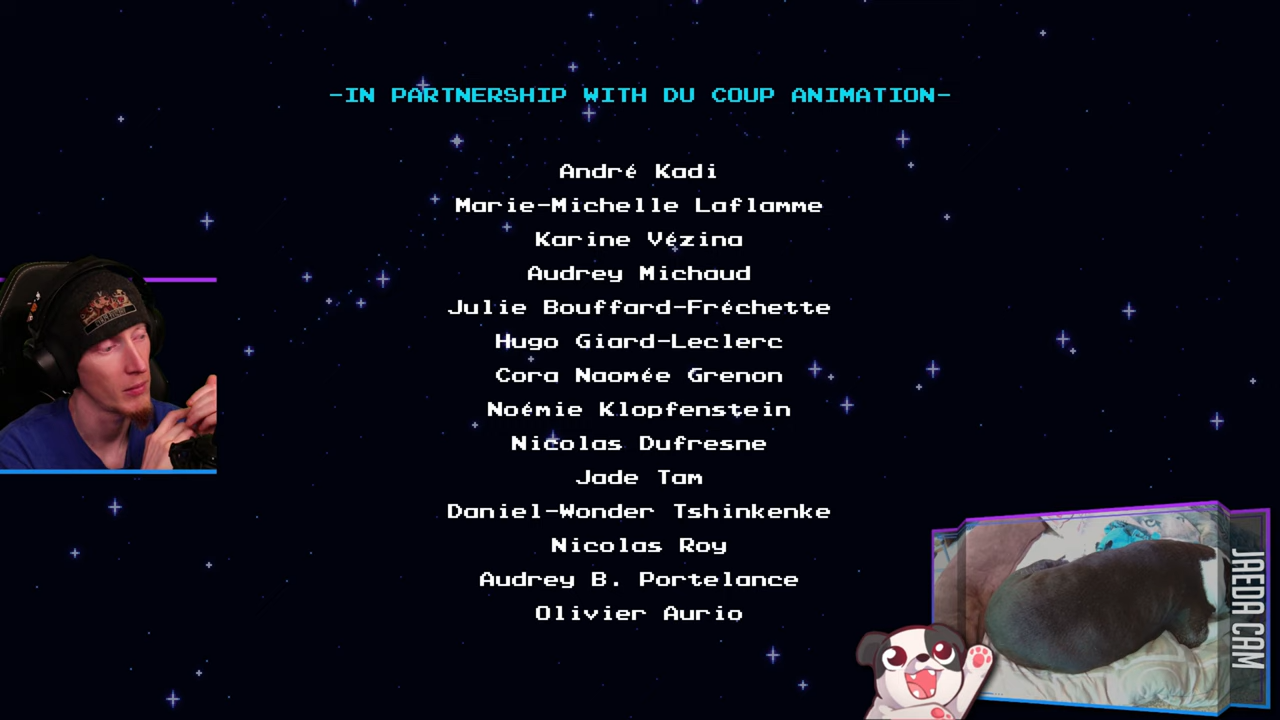 -IN PARTNERSHIP WITH DU COUP ANIMATION-
André Kadi
Marie-Michelle Laflamme
Karine Vézina
Audrey Michaud
Julie Bouffard-Fréchette
Hugo Giard-Leclerc
Cora Naomée Grenon
Noémie Klopfenstein
Nicolas Dufresne
Jade Tam
Daniel-Wonder Tshinkenke
Nicolas Roy
Audrey B. Portelance
Olivier Aurio
JAEDA CAM